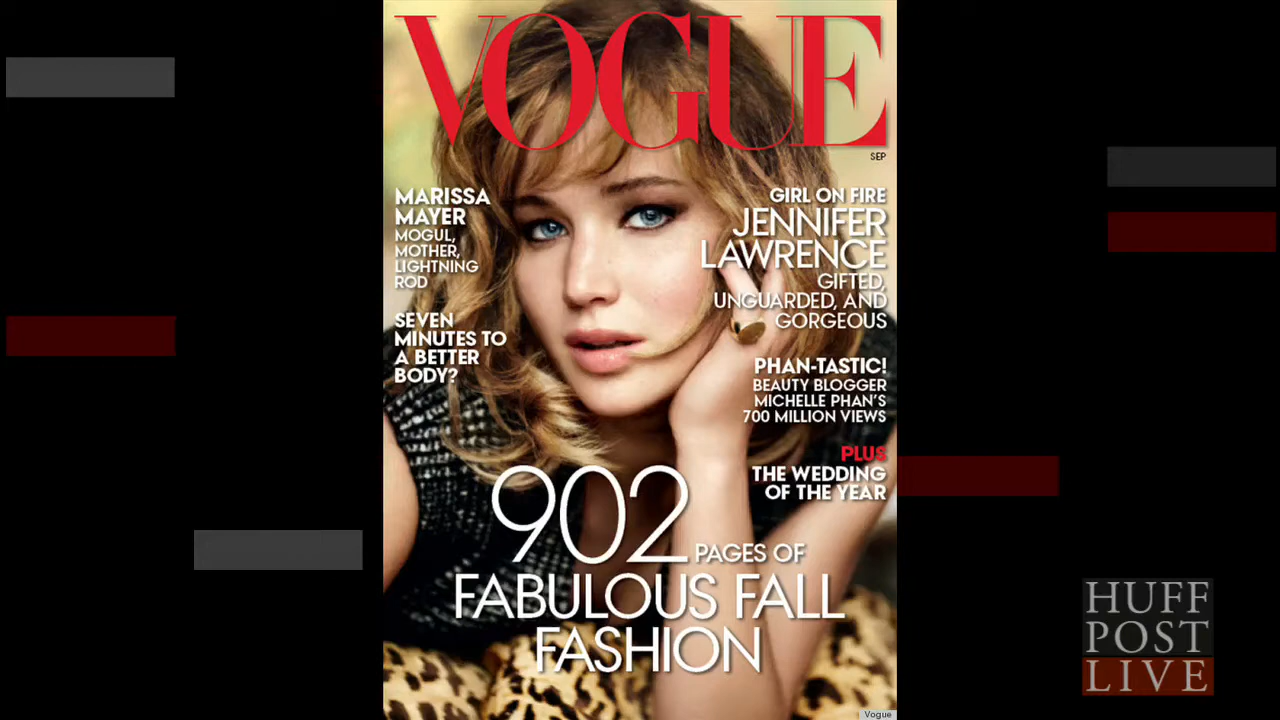 VOGUE
SEP
MARISSA
MAYER
MOGUL,
MOTHER,
LIGHTNING
ROD
SEVEN
MINUTES TO
A BETTER
BODY?
GIRL ON FIRE
JENNIFER
LAWRENCE
GIFTED,
UNGUARDED, AND
GORGEOUS
PHAN-TASTIC!
BEAUTY BLOGGER
MICHELLE PHAN'S
700 MILLION VIEWS
PLUS
THE WEDDING
OF THE YEAR
902 PAGES OF
FABULOUS FALL
FASHION
HUFF
POST
LIVE
Vogue